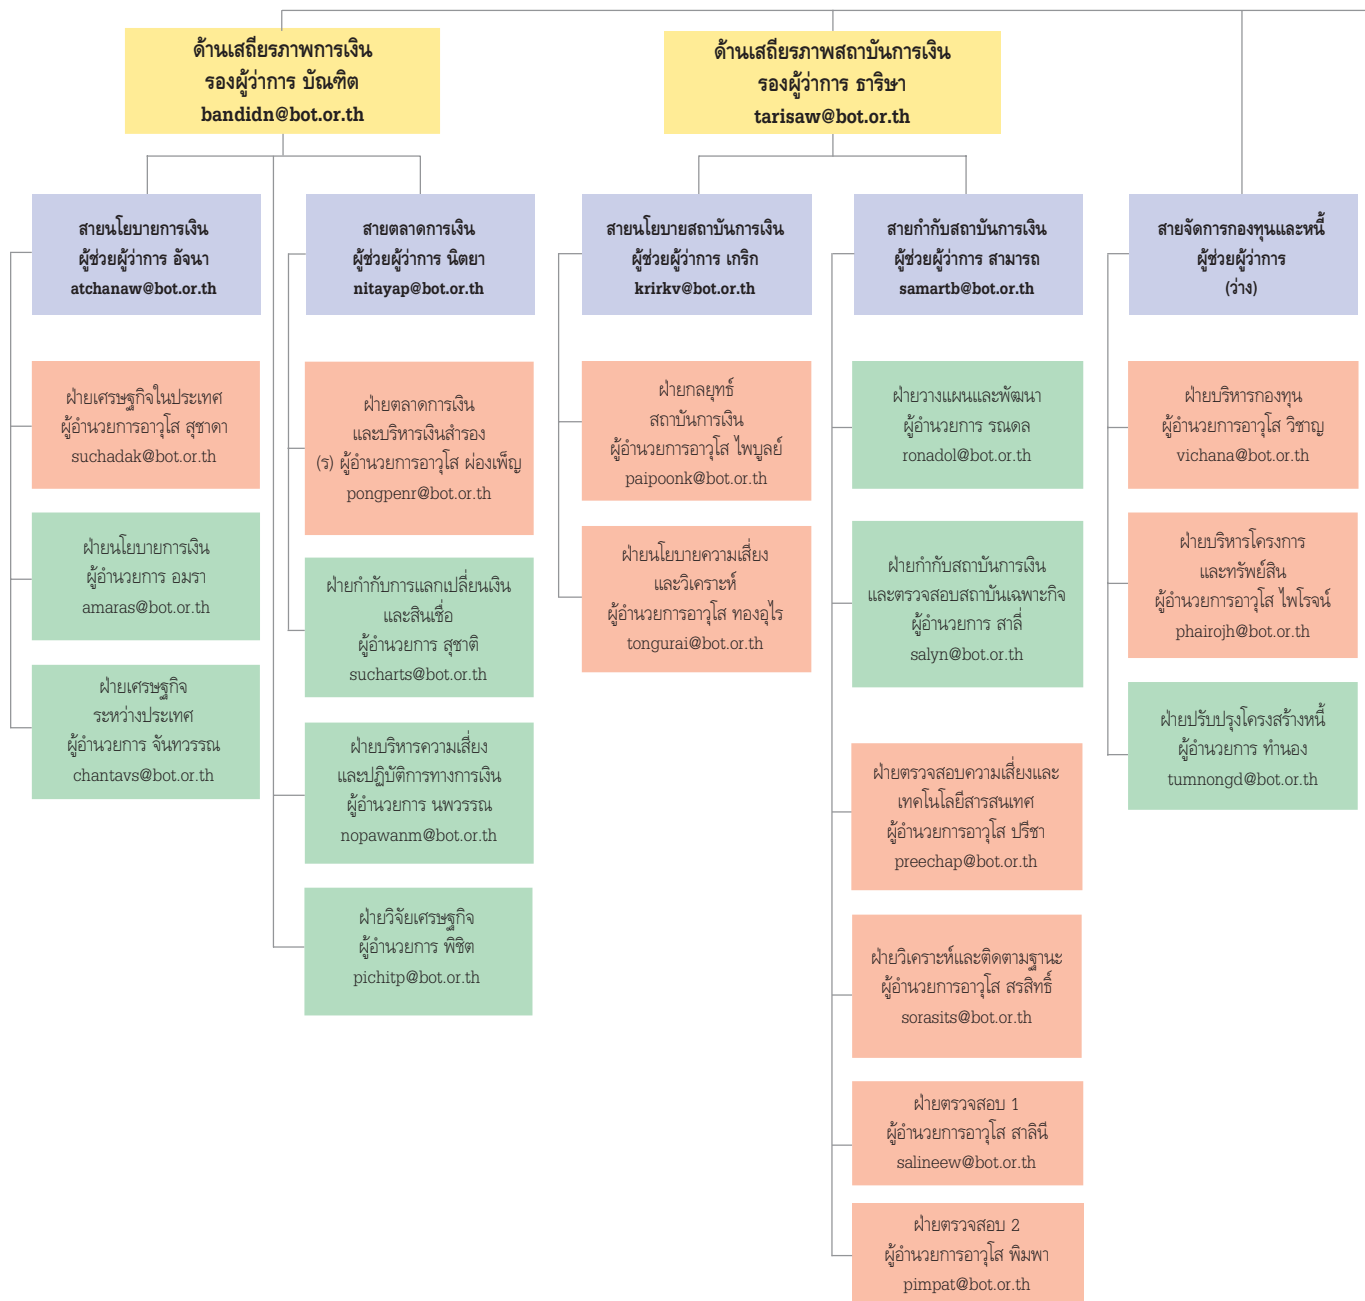 ด้านเสถียรภาพการเงิน
รองผู้ว่าการ บัณฑิต
bandidn@bot.or.th
ด้านเสถียรภาพสถาบันการเงิน
รองผู้ว่าการ ธาริษา
tarisaw@bot.or.th
สายนโยบายการเงิน
ผู้ช่วยผู้ว่าการ อัจนา
atchanaw@bot.or.th
สายตลาดการเงิน
ผู้ช่วยผู้ว่าการ นิตยา
nitayap@bot.or.th
สายนโยบายสถาบันการเงิน
ผู้ช่วยผู้ว่าการ เกริก
krirkv@bot.or.th
สายกำกับสถาบันการเงิน
ผู้ช่วยผู้ว่าการ สามารถ
samartb@bot.or.th
สายจัดการกองทุนและหนี้
ผู้ช่วยผู้ว่าการ
(ว่าง)
ฝ่ายเศรษฐกิจในประเทศ
ผู้อำนวยการอาวุโส สุชาดา
suchadak@bot.or.th
ฝ่ายนโยบายการเงิน
ผู้อำนวยการ อมรา
amaras@bot.or.th
ฝ่ายเศรษฐกิจ
ระหว่างประเทศ
ผู้อำนวยการ จันทวรรณ
chantavs@bot.or.th
ฝ่ายตลาดการเงิน
และบริหารเงินสำรอง
(ร) ผู้อำนวยการอาวุโส ผ่องเพ็ญ
pongpenr@bot.or.th
ฝ่ายกำกับการแลกเปลี่ยนเงิน
และสินเชื่อ
ผู้อำนวยการ สุชาติ
sucharts@bot.or.th
ฝ่ายบริหารความเสี่ยง
และปฏิบัติการทางการเงิน
ผู้อำนวยการ นพวรรณ
nopawanm@bot.or.th
ฝ่ายวิจัยเศรษฐกิจ
ผู้อำนวยการ พิชิต
pichitp@bot.or.th
ฝ่ายกลยุทธ์
สถาบันการเงิน
ผู้อำนวยการอาวุโส ไพบูลย์
paipoonk@bot.or.th
ฝ่ายนโยบายความเสี่ยง
และวิเคราะห์
ผู้อำนวยการอาวุโส ทองอุไร
tongurai@bot.or.th
ฝ่ายวางแผนและพัฒนา
ผู้อำนวยการ รณดล
ronadol@bot.or.th
ฝ่ายกำกับสถาบันการเงิน
และตรวจสอบสถาบันเฉพาะกิจ
ผู้อำนวยการ สาลี่
salyn@bot.or.th
ฝ่ายตรวจสอบความเสี่ยงและ
เทคโนโลยีสารสนเทศ
ผู้อำนวยการอาวุโส ปรีชา
preechap@bot.or.th
ฝ่ายวิเคราะห์และติดตามฐานะ
ผู้อำนวยการอาวุโส สรสิทธิ์
sorasits@bot.or.th
ฝ่ายตรวจสอบ 1
ผู้อำนวยการอาวุโส สาลินี
salineew@bot.or.th
ฝ่ายตรวจสอบ 2
ผู้อำนวยการอาวุโส พิมพา
pimpat@bot.or.th
ฝ่ายบริหารกองทุน
ผู้อำนวยการอาวุโส วิชาญ
vichana@bot.or.th
ฝ่ายบริหารโครงการ
และทรัพย์สิน
ผู้อำนวยการอาวุโส ไพโรจน์
phairojh@bot.or.th
ฝ่ายปรับปรุงโครงสร้างหนี้
ผู้อำนวยการ ทำนอง
tumnongd@bot.or.th